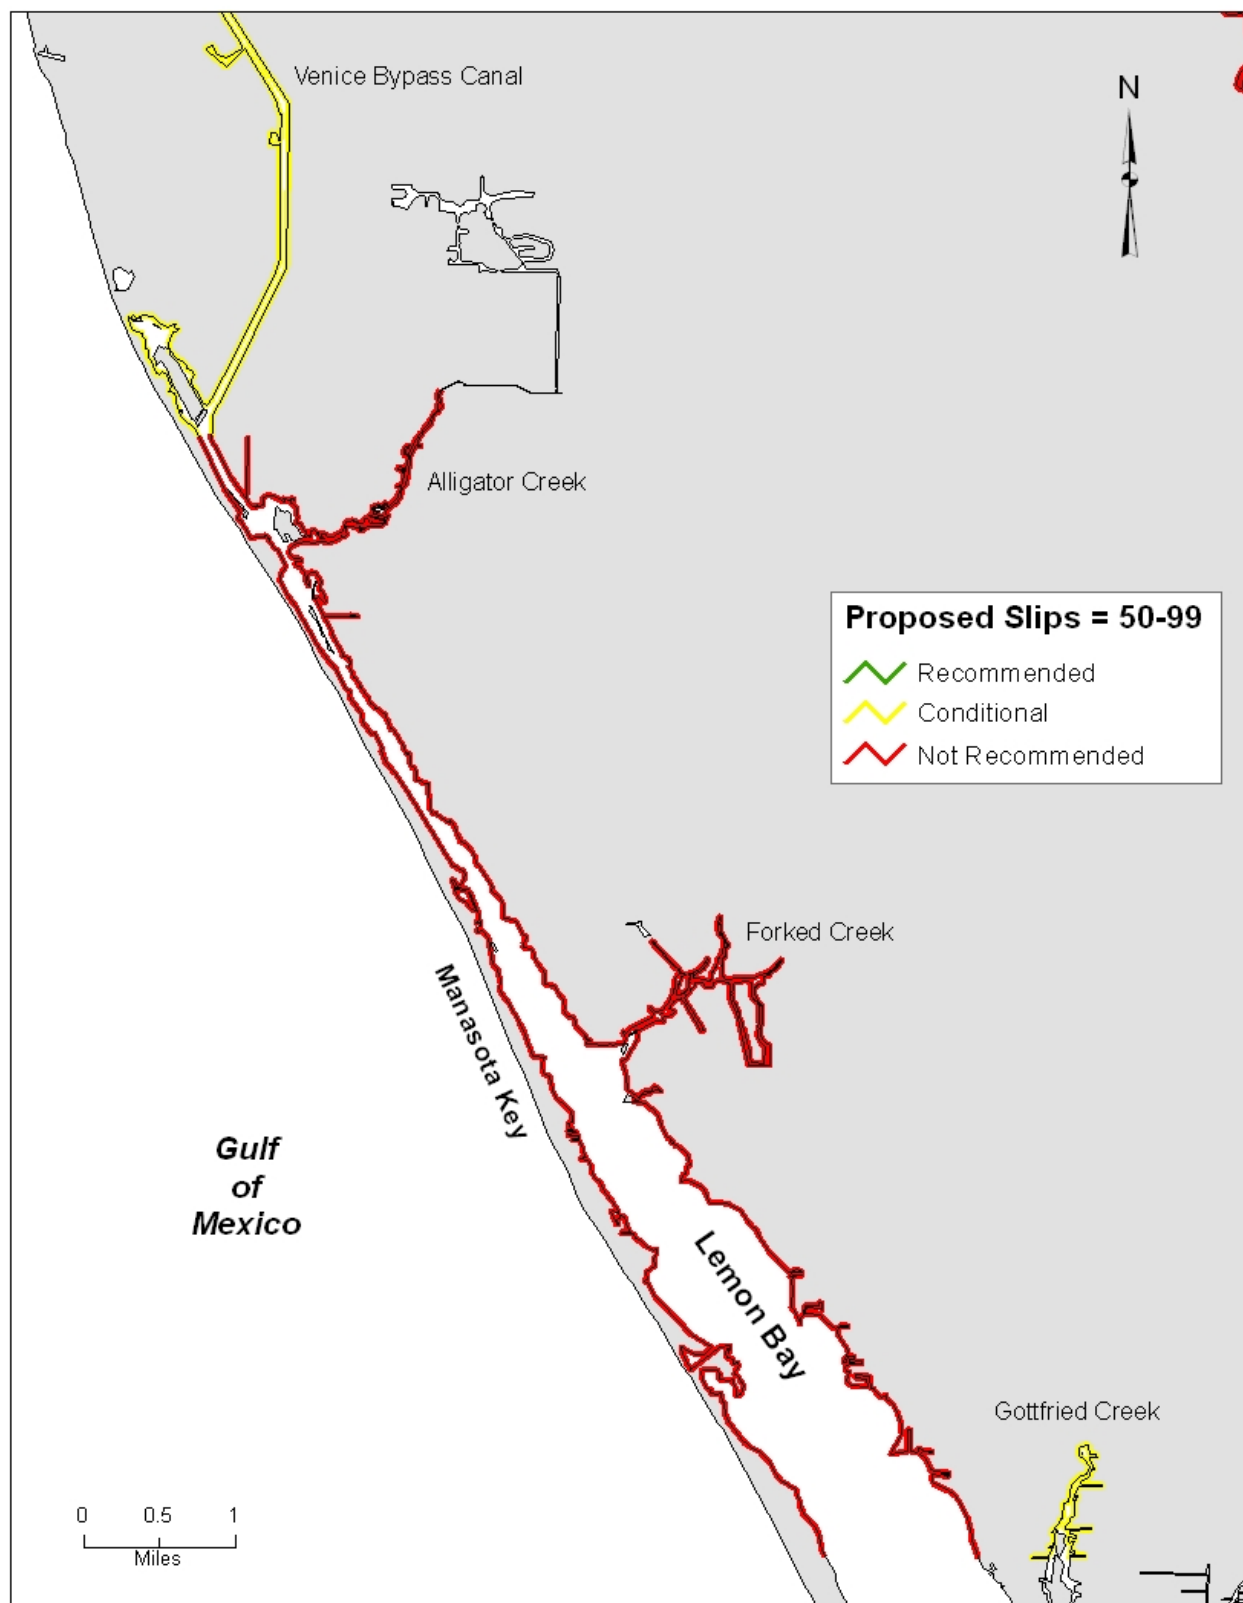 Venice Bypass Canal
N
Alligator Creek
Proposed Slips = 50-99
Recommended
Conditional
Not Recommended
Forked Creek
Manasota Key
Gulf
of
Mexico
Lemon Bay
Gottfried Creek
0 0.5 1
Miles